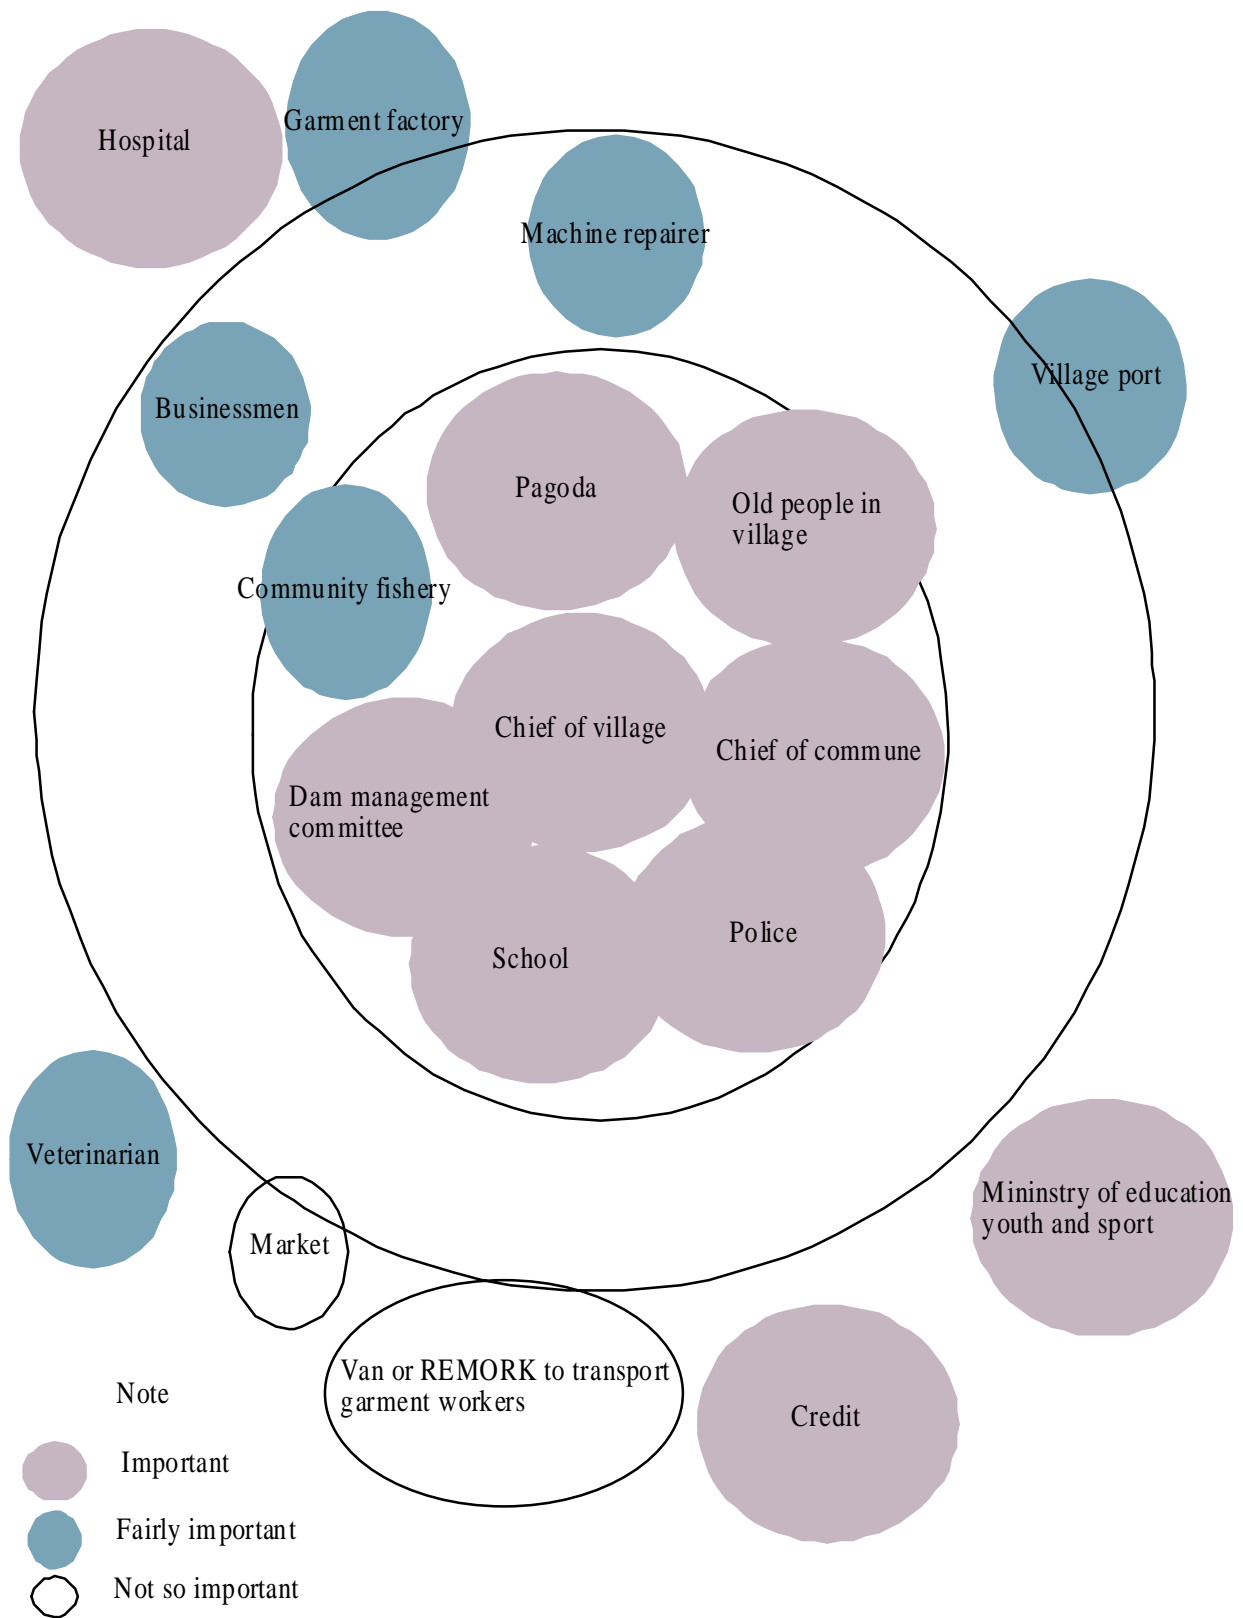 Hospital
Garment factory
Machine repairer
Village port
Businessmen
Pagoda
Old people in
village
Community fishery
Chief of village
Chief of commune
Dam management
committee
Police
School
Veterinarian
Mininstry of education
youth and sport
Market
Van or REMORK to transport
garment workers
Credit
Note
Important
Fairly important
Not so important